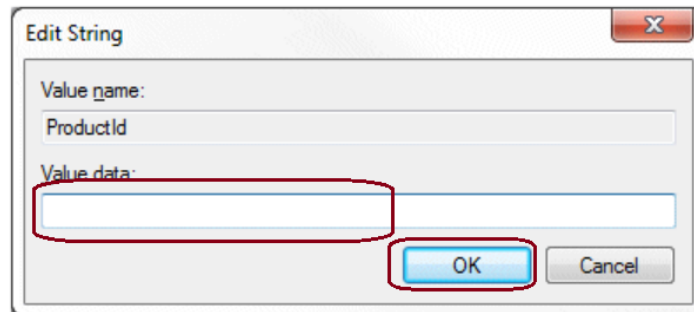 Edit String
Value name:
ProductId
Value data:
OK Cancel